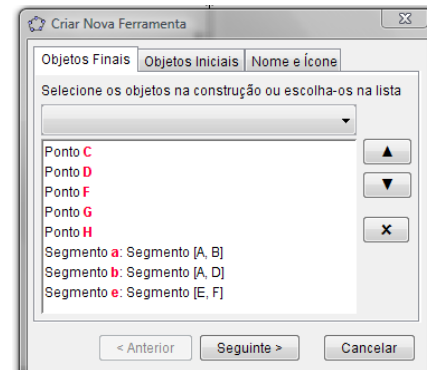 Criar Nova Ferramenta
Objetos Finais Objetos Iniciais Nome e Ícone
Selecione os objetos na construção ou escolha-os na lista
Ponto C
Ponto D
Ponto F
Ponto G
Ponto H
Segmento a: Segmento [A, B]
Segmento b: Segmento [A, D]
Segmento e: Segmento [E, F]
< Anterior Seguinte > Cancelar